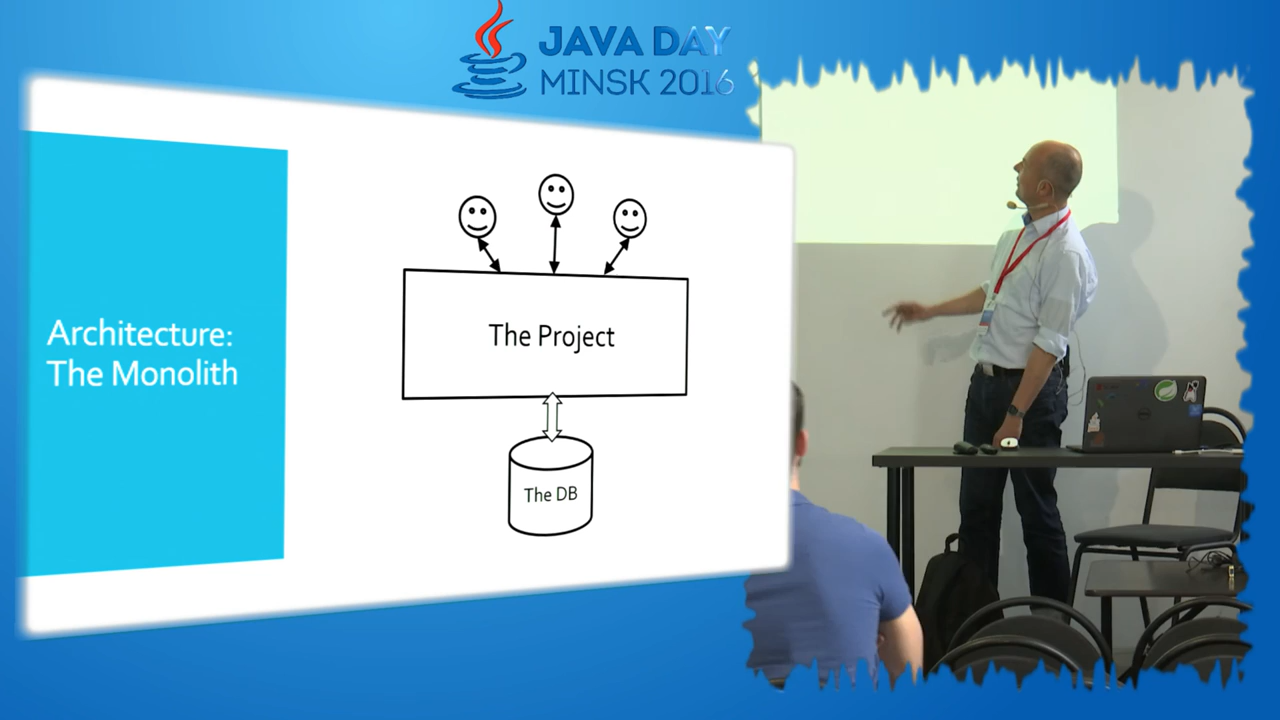 JAVA DAY
MINSK 2016
Architecture:
The Monolith
The Project
The DB